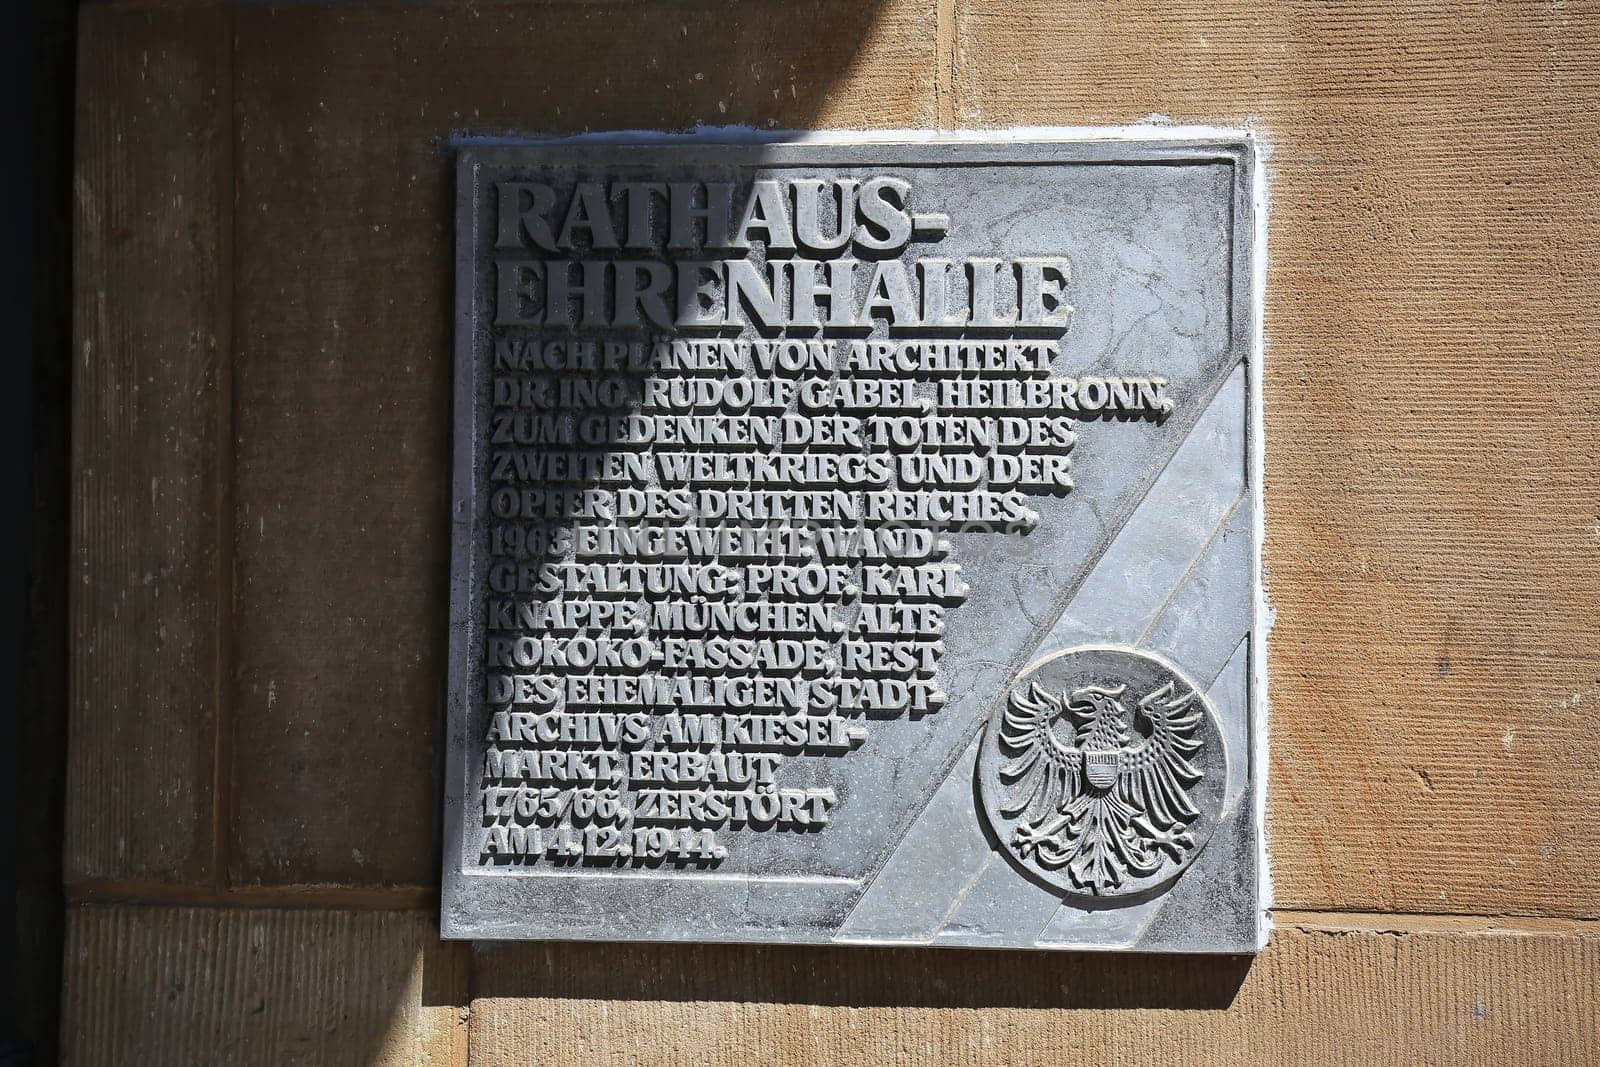 RATHAUS-
EHRENHALLE
NACH PLÄNEN VON ARCHITEKT
DR. ING. RUDOLF GABEL, HEILBRONN,
ZUM GEDENKEN DER TOTEN DES
ZWEITEN WELTKRIEGS UND DER
OPFER DES DRITTEN REICHES.
1963 EINGEWEIHT. WAND-
GESTALTUNG: PROF. KARL
KNAPPE, MÜNCHEN. ALTE
ROKOKO-FASSADE, REST
DES EHEMALIGEN STADT-
ARCHIVS AM KIESEL-
MARKT, ERBAUT
1765/66, ZERSTÖRT
AM 4.12.1944.